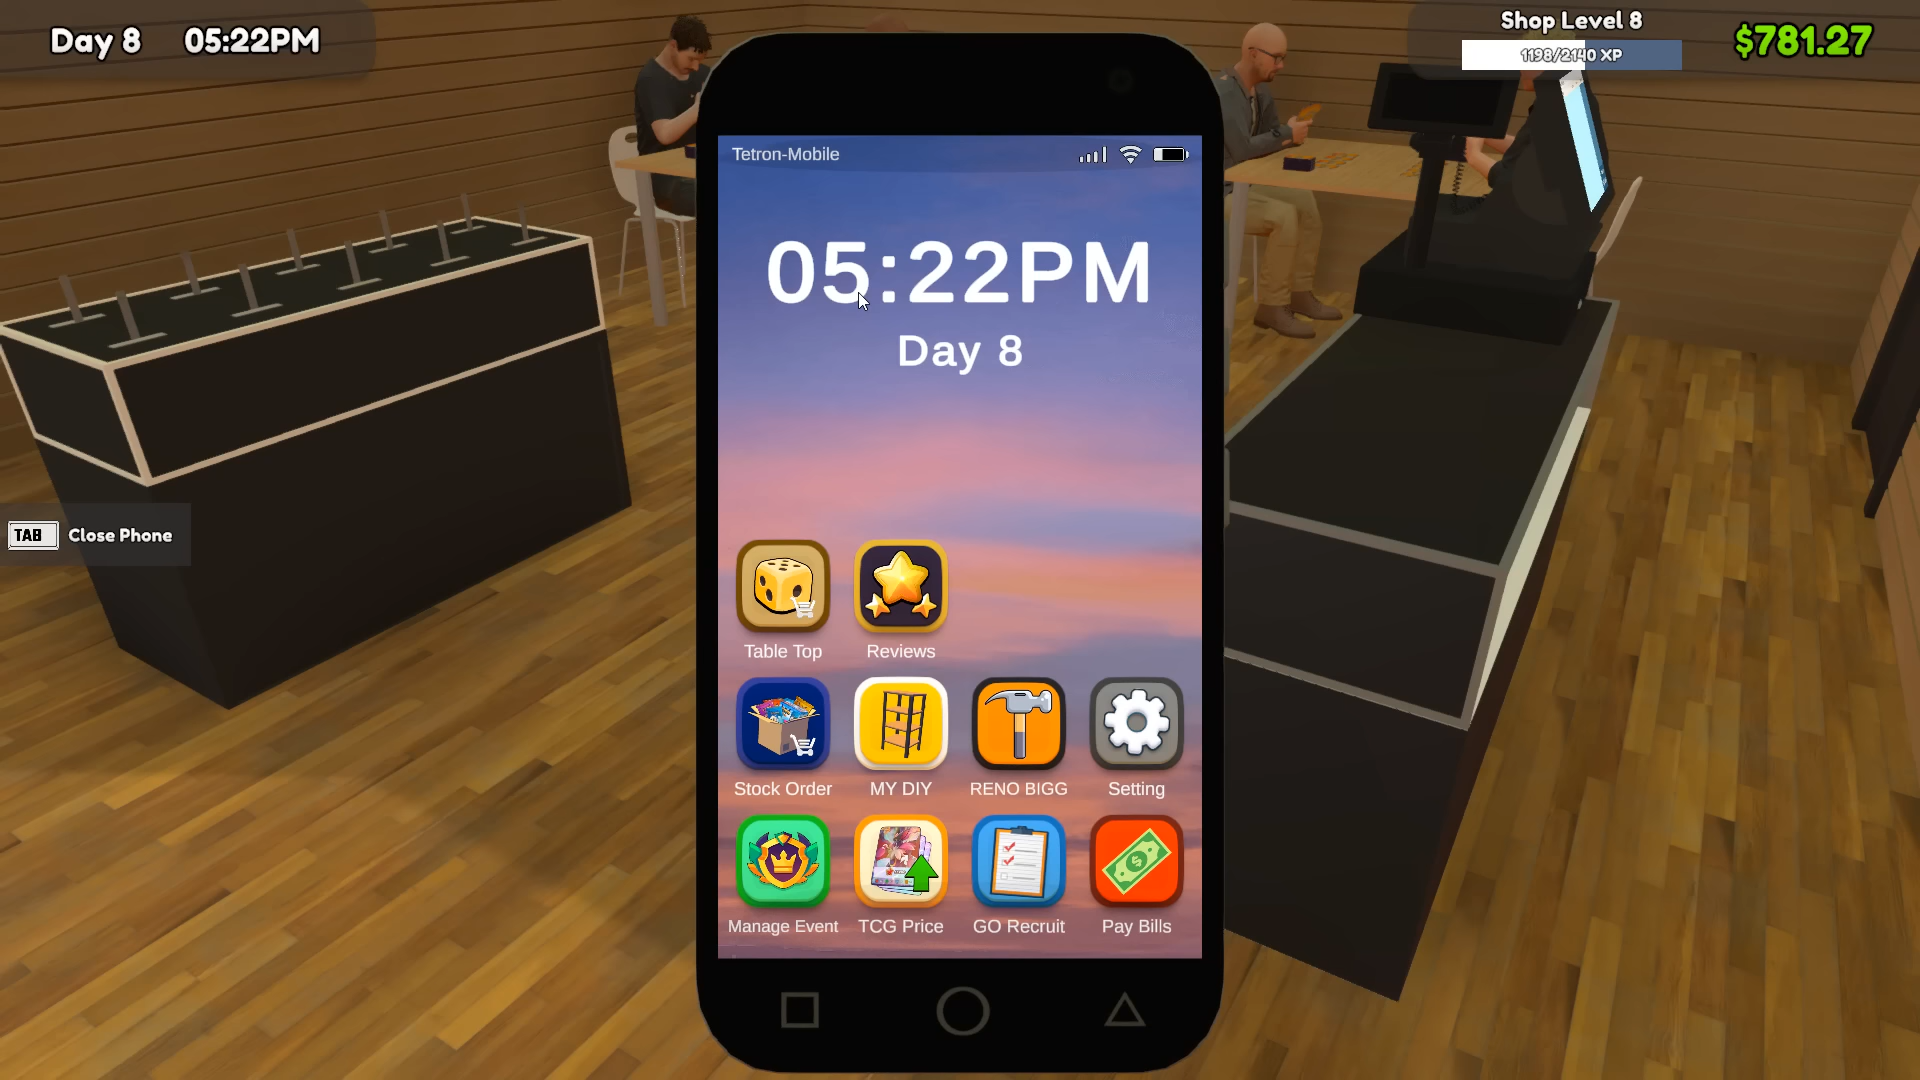 Day 8 05:22PM
Shop Level 8
1198/2140 XP
$781.27
Tetron-Mobile
05:22PM
Day 8
TAB Close Phone
Table Top Reviews
Stock Order MY DIY RENO BIGG Setting
Manage Event TCG Price GO Recruit Pay Bills